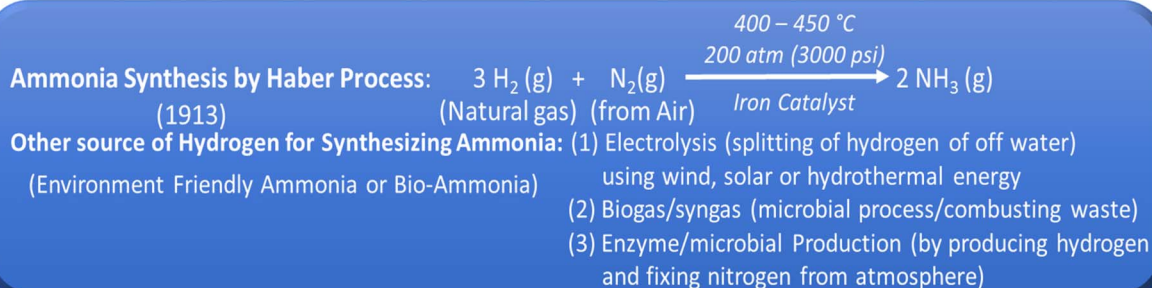 400 – 450 °C
200 atm (3000 psi)
Ammonia Synthesis by Haber Process: 3 H₂ (g) + N₂(g) → 2 NH₃ (g)
(Natural gas) (from Air) Iron Catalyst
(1913)
Other source of Hydrogen for Synthesizing Ammonia: (1) Electrolysis (splitting of hydrogen of off water)
(Environment Friendly Ammonia or Bio-Ammonia) using wind, solar or hydrothermal energy
(2) Biogas/syngas (microbial process/combusting waste)
(3) Enzyme/microbial Production (by producing hydrogen
and fixing nitrogen from atmosphere)